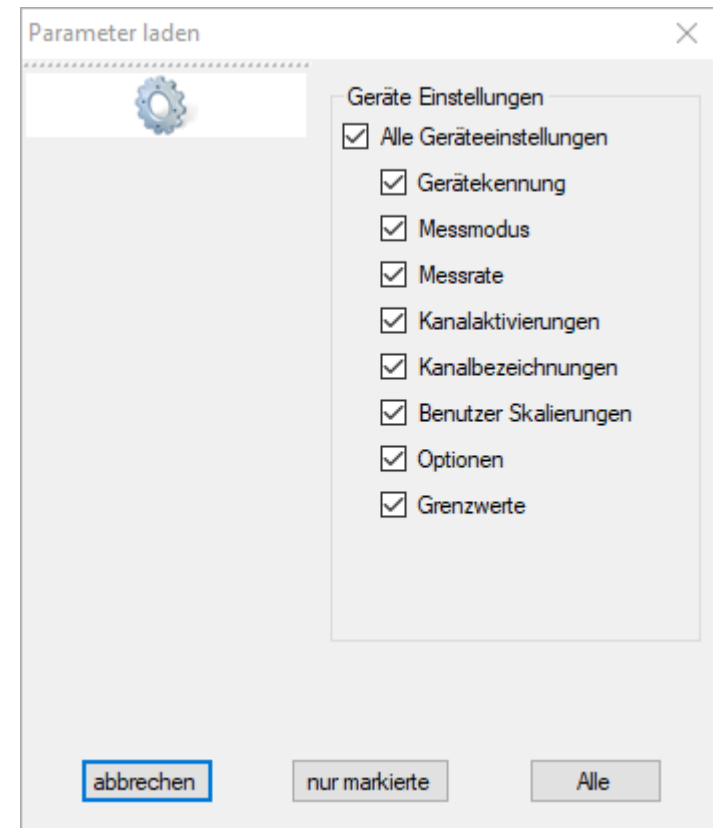 Parameter laden
Geräte Einstellungen
Alle Geräteeinstellungen
Gerätekennung
Messmodus
Messrate
Kanalaktivierungen
Kanalbezeichnungen
Benutzer Skalierungen
Optionen
Grenzwerte
abbrechen
nur markierte
Alle